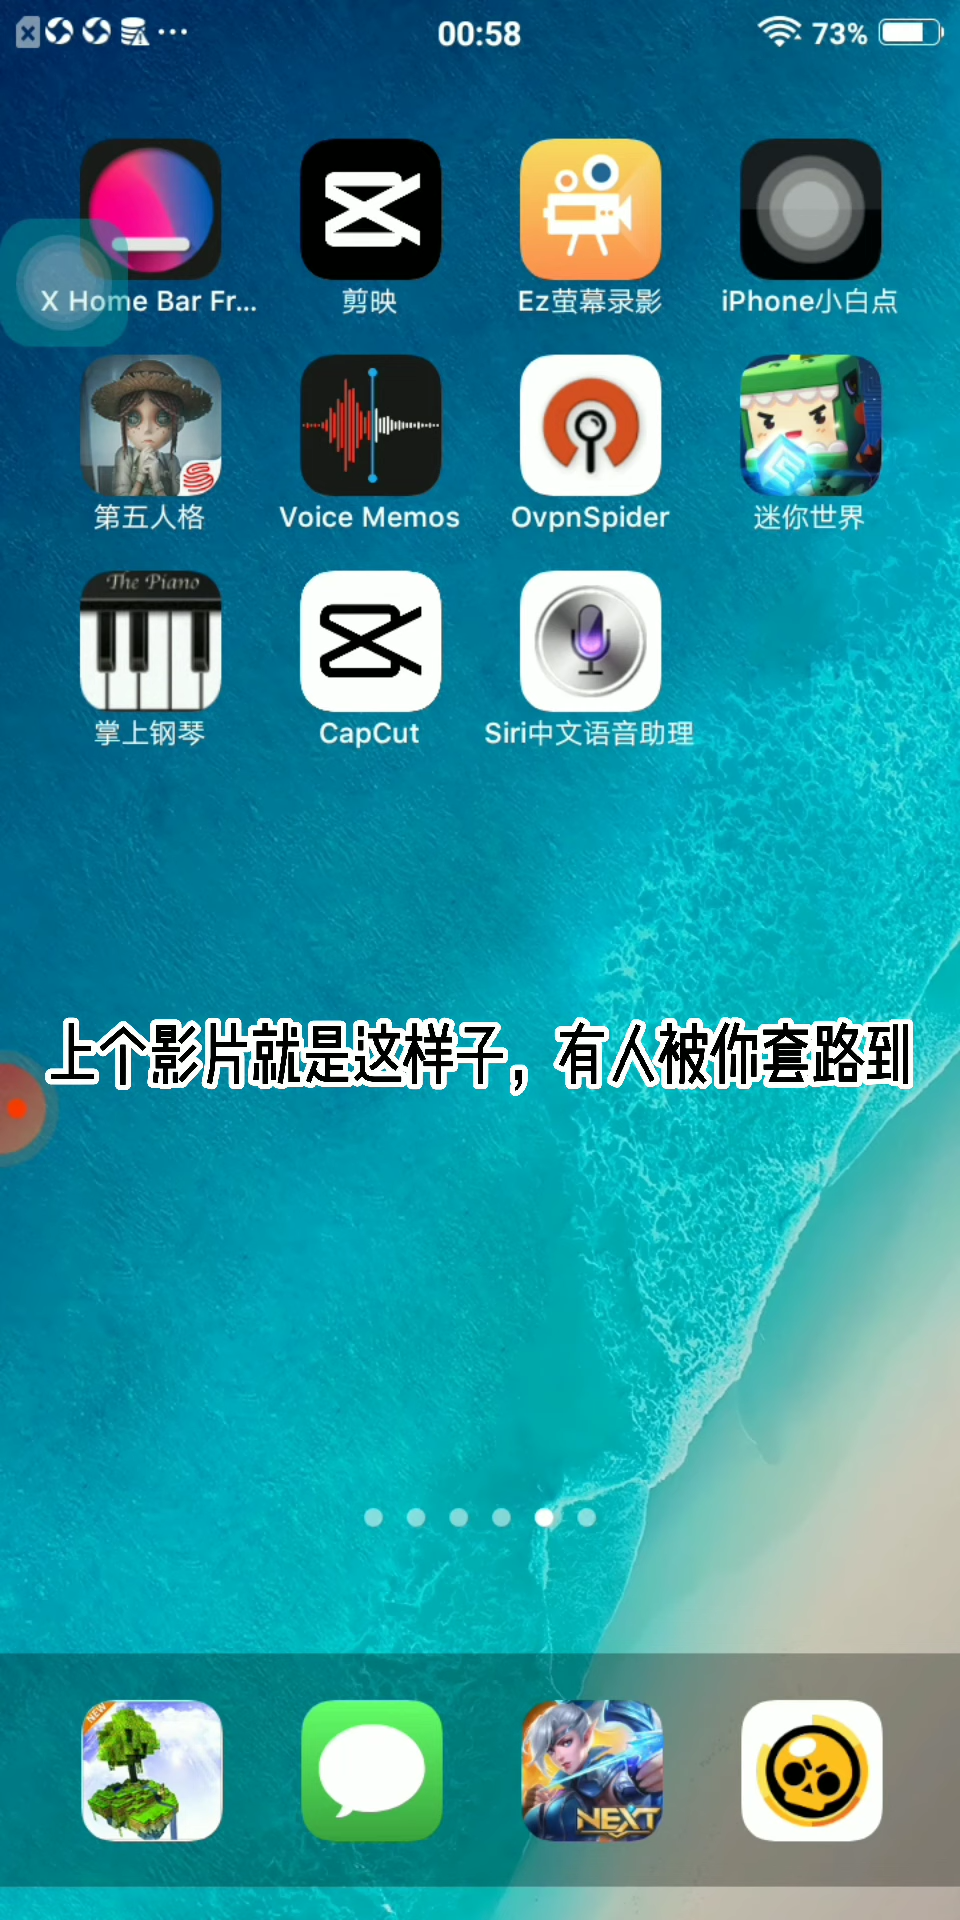 00:58
73%
X Home Bar Fr...
剪映
Ez萤幕录影
iPhone小白点
第五人格
Voice Memos
OvpnSpider
迷你世界
The Piano
掌上钢琴
CapCut
Siri中文语音助理
上个影片就是这样子，有人被你套路到
NEW
NEXT